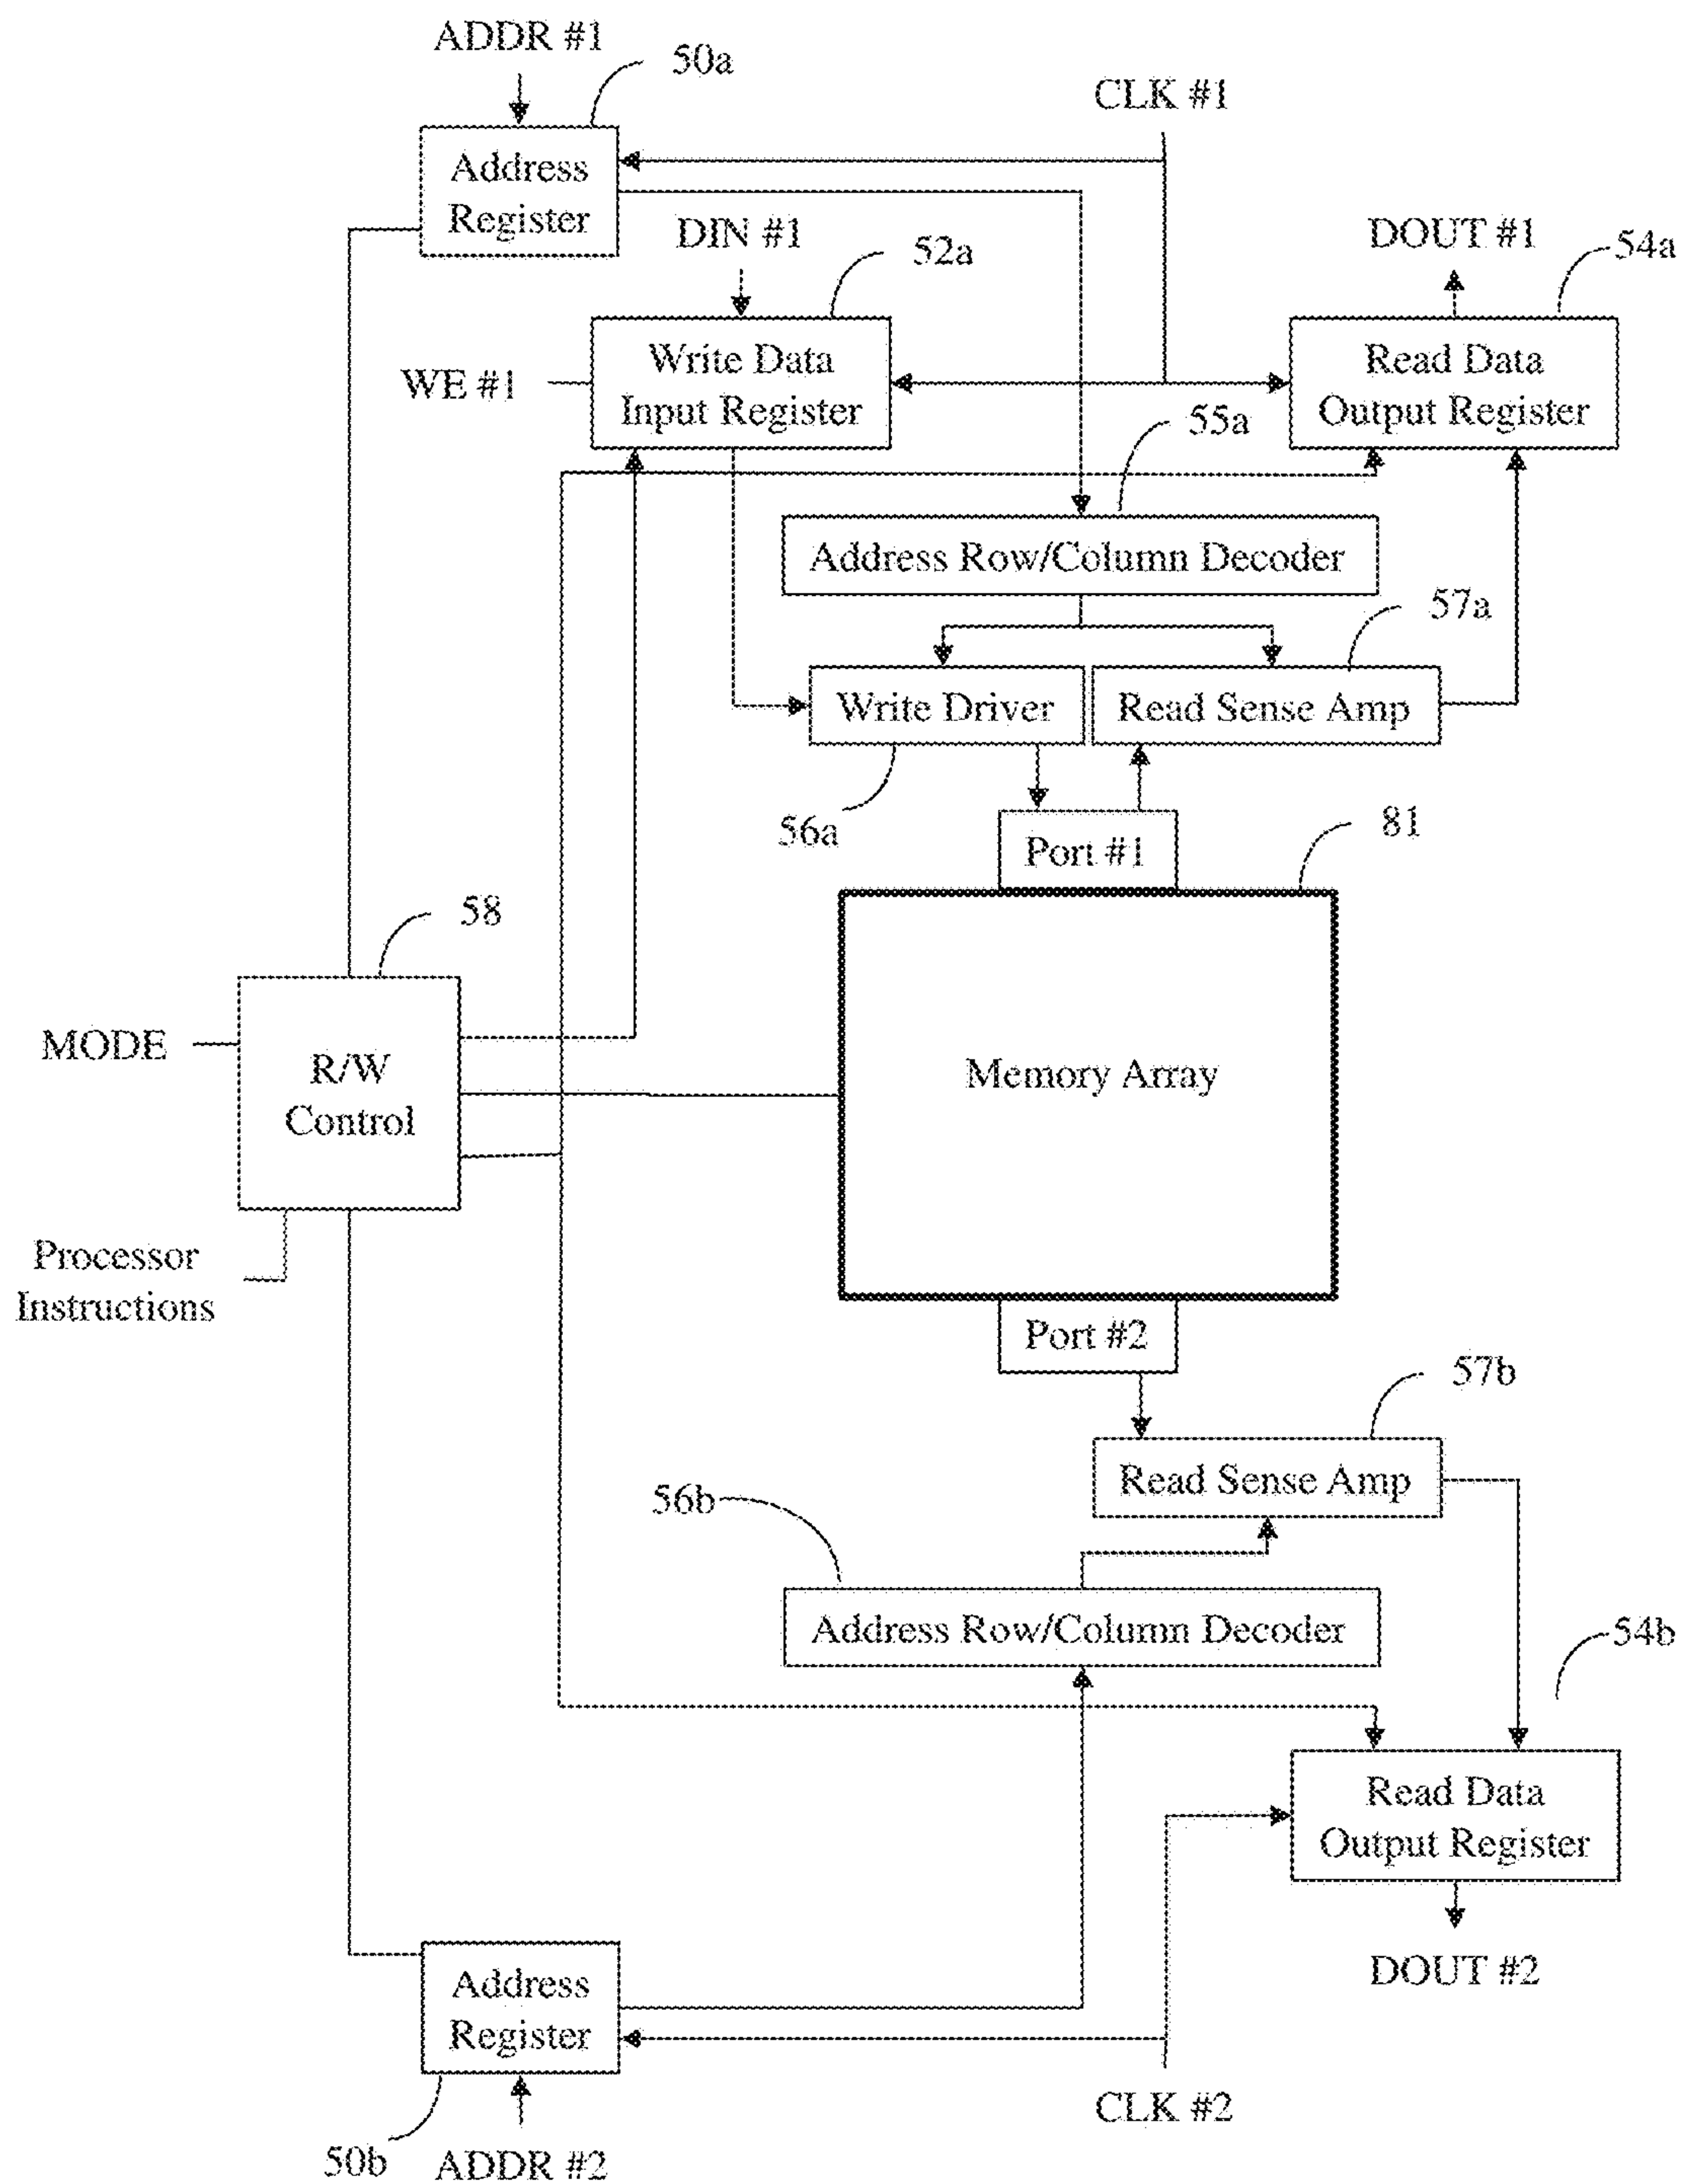 ADDR #1
50a
CLK #1
Address
Register
DIN #1
52a
DOUT #1
54a
WE #1
Write Data
Input Register
Read Data
Output Register
55a
Address Row/Column Decoder
57a
Write Driver
Read Sense Amp
56a
Port #1
81
58
MODE
R/W
Control
Memory Array
Processor
Instructions
Port #2
57b
Read Sense Amp
56b
Address Row/Column Decoder
54b
Read Data
Output Register
DOUT #2
Address
Register
CLK #2
50b
ADDR #2